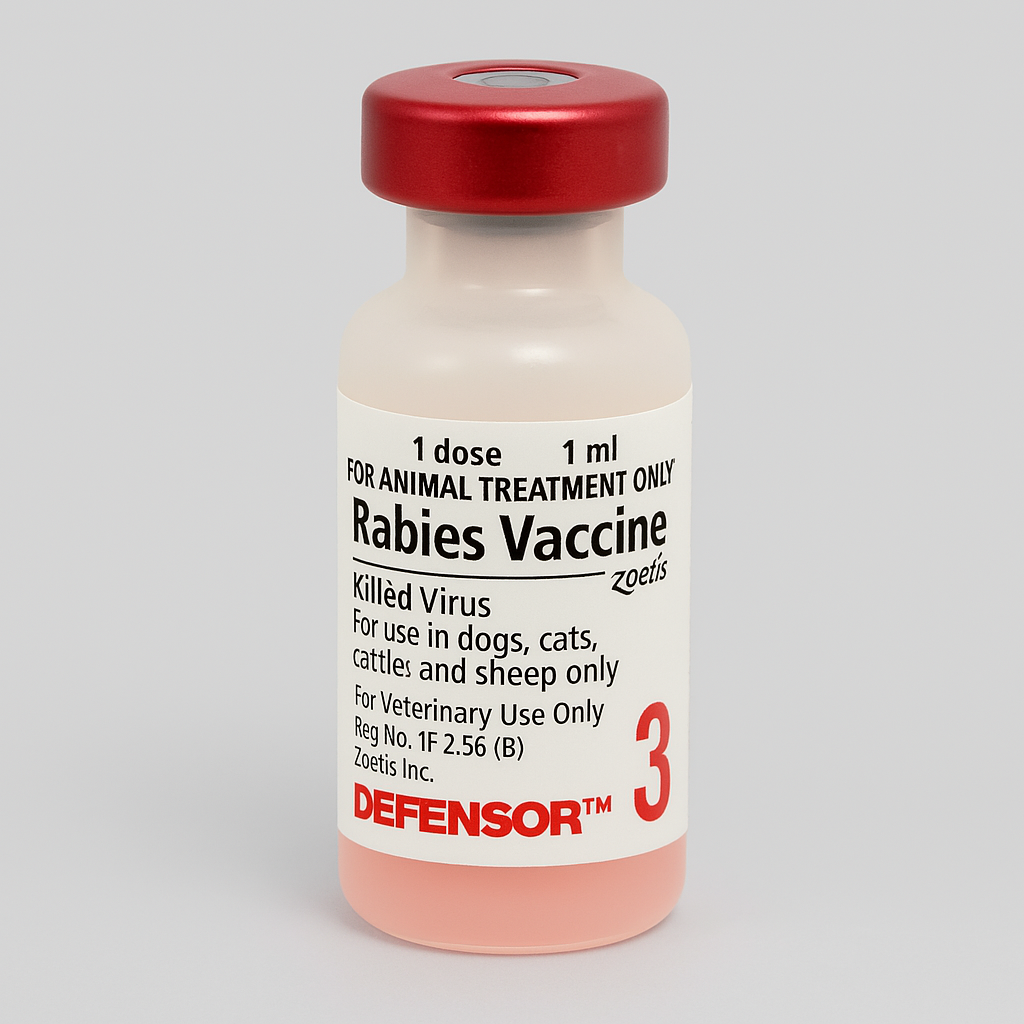 1 dose 1 ml
FOR ANIMAL TREATMENT ONLY
Rabies Vaccine
zoetis
Killèd Virus
For use in dogs, cats,
cattles and sheep only
For Veterinary Use Only
Reg No. 1F 2.56 (B)
Zoetis Inc.
DEFENSOR™ 3